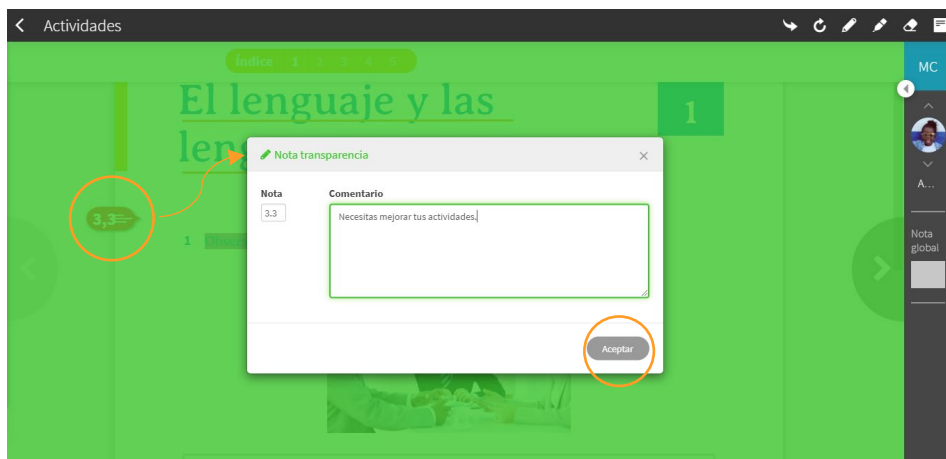 Actividades
MC
Índice 1 2 3 4 5
El lenguaje y las
1
Nota transparencia
Nota
Comentario
3.3
Necesitas mejorar tus actividades.
3,3
A...
1
Nota
global
Aceptar